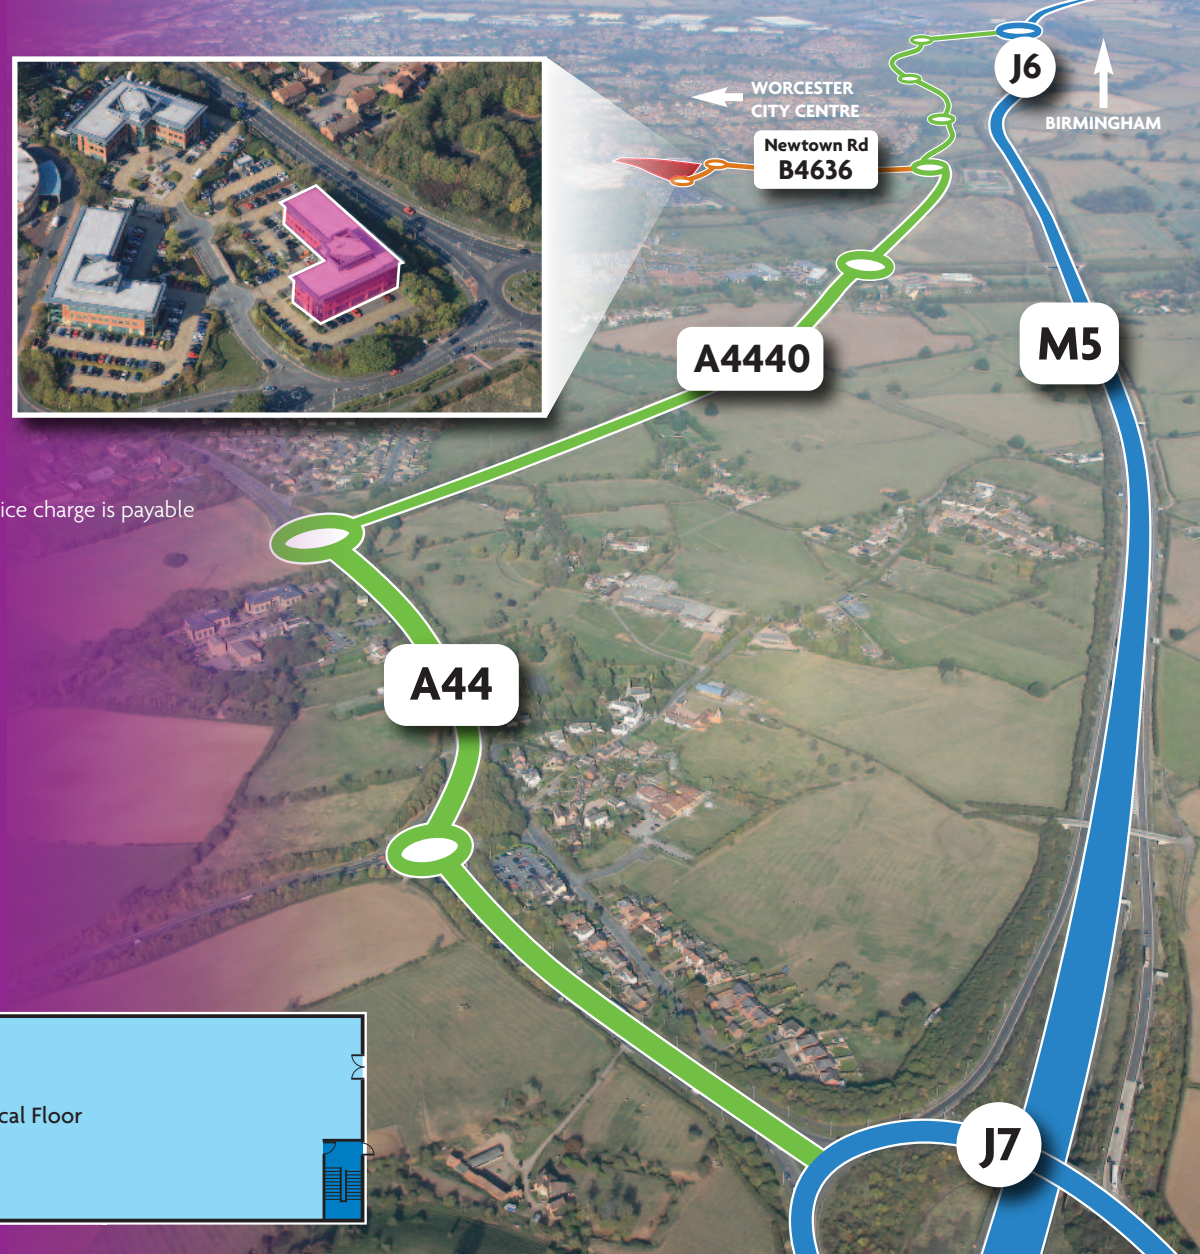 J6
WORCESTER
CITY CENTRE
BIRMINGHAM
Newtown Rd
B4636
M5
A4440
ice charge is payable
A44
cal Floor
J7